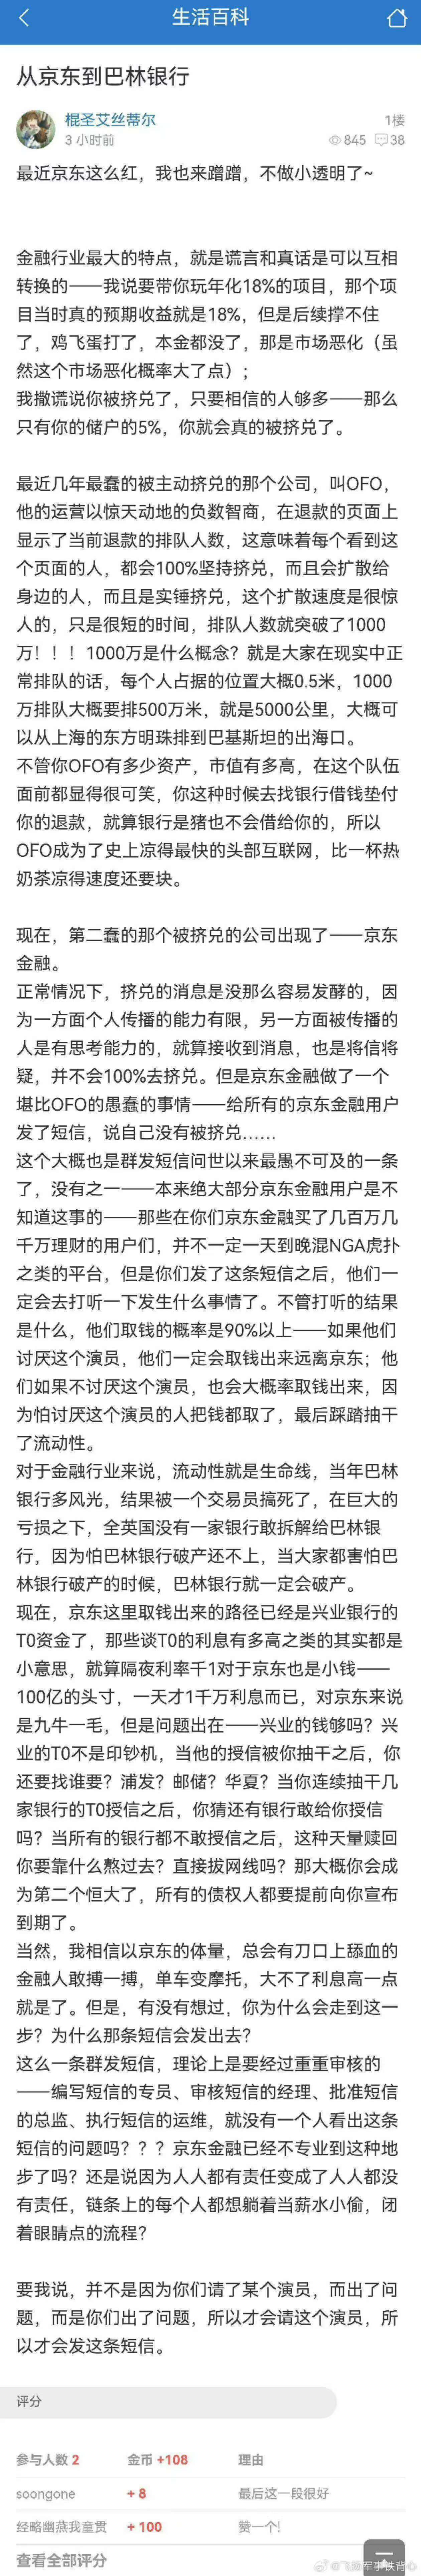 生活百科
从京东到巴林银行
棍圣艾丝蒂尔
1楼
3 小时前
845
38
最近京东这么红，我也来蹭蹭，不做小透明了~
金融行业最大的特点，就是谎言和真话是可以互相
转换的——我说要带你玩年化18%的项目，那个项
目当时真的预期收益就是18%，但是后续撑不住
了，鸡飞蛋打了，本金都没了，那是市场恶化（虽
然这个市场恶化概率大了点）；
我撒谎说你被挤兑了，只要相信的人够多——那么
只有你的储户的5%，你就会真的被挤兑了。
最近几年最蠢的被主动挤兑的那个公司，叫OFO，
他的运营以惊天动地的负数智商，在退款的页面上
显示了当前退款的排队人数，这意味着每个看到这
个页面的人，都会100%坚持挤兑，而且会扩散给
身边的人，而且是实锤挤兑，这个扩散速度是很惊
人的，只是很短的时间，排队人数就突破了1000
万！！！1000万是什么概念？就是大家在现实中正
常排队的话，每个人占据的位置大概0.5米，1000
万排队大概要排500万米，就是5000公里，大概可
以从上海的东方明珠排到巴基斯坦的出海口。
不管你OFO有多少资产，市值有多高，在这个队伍
面前都显得很可笑，你这种时候去找银行借钱垫付
你的退款，就算银行是猪也不会借给你的，所以
OFO成为了史上凉得最快的头部互联网，比一杯热
奶茶凉得速度还要块。
现在，第二蠢的那个被挤兑的公司出现了——京东
金融。
正常情况下，挤兑的消息是没那么容易发酵的，因
为一方面个人传播的能力有限，另一方面被传播的
人是有思考能力的，就算接收到消息，也是将信将
疑，并不会100%去挤兑。但是京东金融做了一个
堪比OFO的愚蠢的事情——给所有的京东金融用户
发了短信，说自己没有被挤兑……
这个大概也是群发短信问世以来最愚不可及的一条
了，没有之一——本来绝大部分京东金融用户是不
知道这事的——那些在你们京东金融买了几百万几
千万理财的用户们，并不一定一天到晚混NGA虎扑
之类的平台，但是你们发了这条短信之后，他们一
定会去打听一下发生什么事情了。不管打听的结果
是什么，他们取钱的概率是90%以上——如果他们
讨厌这个演员，他们一定会取钱出来远离京东；他
们如果不讨厌这个演员，也会大概率取钱出来，因
为怕讨厌这个演员的人把钱都取了，最后踩踏抽干
了流动性。
对于金融行业来说，流动性就是生命线，当年巴林
银行多风光，结果被一个交易员搞死了，在巨大的
亏损之下，全英国没有一家银行敢拆解给巴林银
行，因为怕巴林银行破产还不上，当大家都害怕巴
林银行破产的时候，巴林银行就一定会破产。
现在，京东这里取钱出来的路径已经是兴业银行的
T0资金了，那些谈T0的利息有多高之类的其实都是
小意思，就算隔夜利率千1对于京东也是小钱——
100亿的头寸，一天才1千万利息而已，对京东来说
是九牛一毛，但是问题出在——兴业的钱够吗？兴
业的T0不是印钞机，当他的授信被你抽干之后，你
还要找谁要？浦发？邮储？华夏？当你连续抽干几
家银行的T0授信之后，你猜还有银行敢给你授信
吗？当所有的银行都不敢授信之后，这种天量赎回
你要靠什么熬过去？直接拔网线吗？那大概你会成
为第二个恒大了，所有的债权人都要提前向你宣布
到期了。
当然，我相信以京东的体量，总会有刀口上舔血的
金融人敢搏一搏，单车变摩托，大不了利息高一点
就是了。但是，有没有想过，你为什么会走到这一
步？为什么那条短信会发出去？
这么一条群发短信，理论上是要经过重重审核的
——编写短信的专员、审核短信的经理、批准短信
的总监、执行短信的运维，就没有一个人看出这条
短信的问题吗？？？京东金融已经不专业到这种地
步了吗？还是说因为人人都有责任变成了人人都没
有责任，链条上的每个人都想躺着当薪水小偷，闭
着眼睛点的流程？
要我说，并不是因为你们请了某个演员，而出了问
题，而是你们出了问题，所以才会请这个演员，所
以才会发这条短信。
评分
参与人数 2 金币 +108 理由
soongone + 8 最后这一段很好
经略幽燕我童贯 + 100 赞一个!
查看全部评分